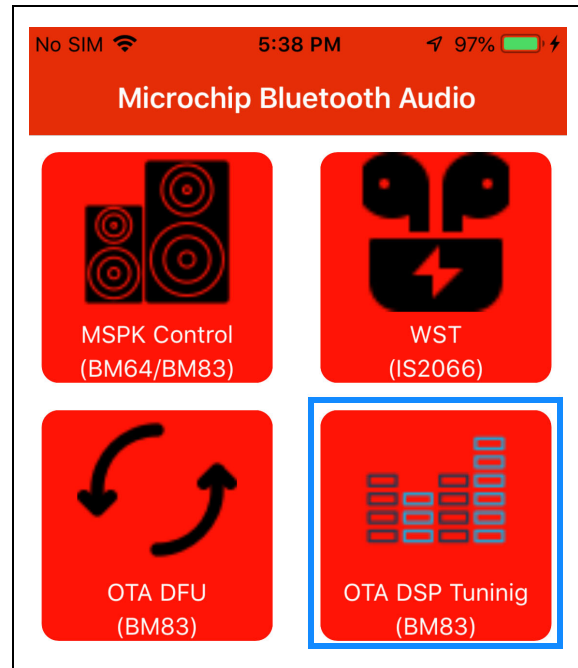 No SIM 5:38 PM 97%
Microchip Bluetooth Audio
MSPK Control
(BM64/BM83)
WST
(IS2066)
OTA DFU
(BM83)
OTA DSP Tuninig
(BM83)